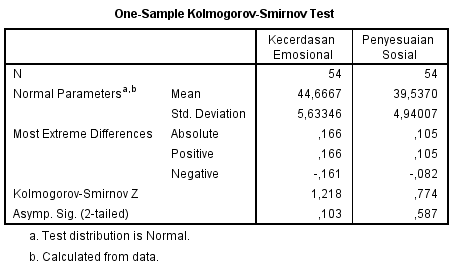 One-Sample Kolmogorov-Smirnov Test
Kecerdasan Emosional Penyesuaian Sosial
N 54 54
Normal Parametersa,b Mean 44,6667 39,5370
Std. Deviation 5,63346 4,94007
Most Extreme Differences Absolute ,166 ,105
Positive ,166 ,105
Negative -,161 -,082
Kolmogorov-Smirnov Z 1,218 ,774
Asymp. Sig. (2-tailed) ,103 ,587
a. Test distribution is Normal.
b. Calculated from data.